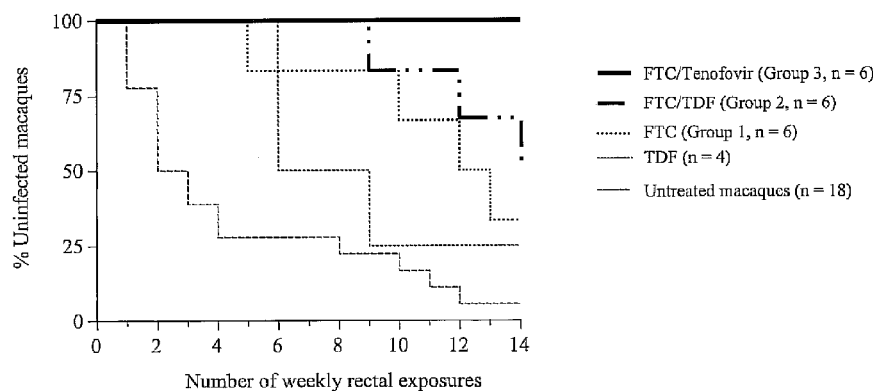 % Uninfected macaques
100
75
50
25
0
0 2 4 6 8 10 12 14
Number of weekly rectal exposures
FTC/Tenofovir (Group 3, n = 6)
FTC/TDF (Group 2, n = 6)
FTC (Group 1, n = 6)
TDF (n = 4)
Untreated macaques (n = 18)